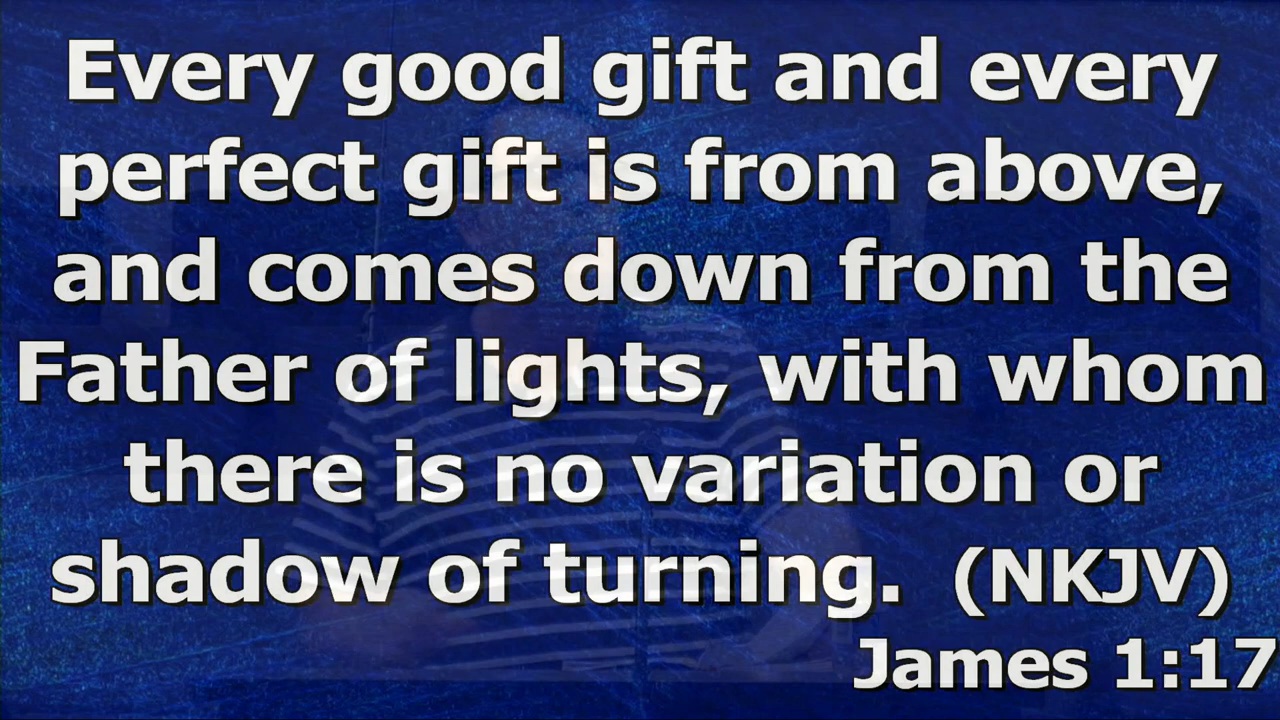 Every good gift and every
perfect gift is from above,
and comes down from the
Father of lights, with whom
there is no variation or
shadow of turning. (NKJV)
James 1:17